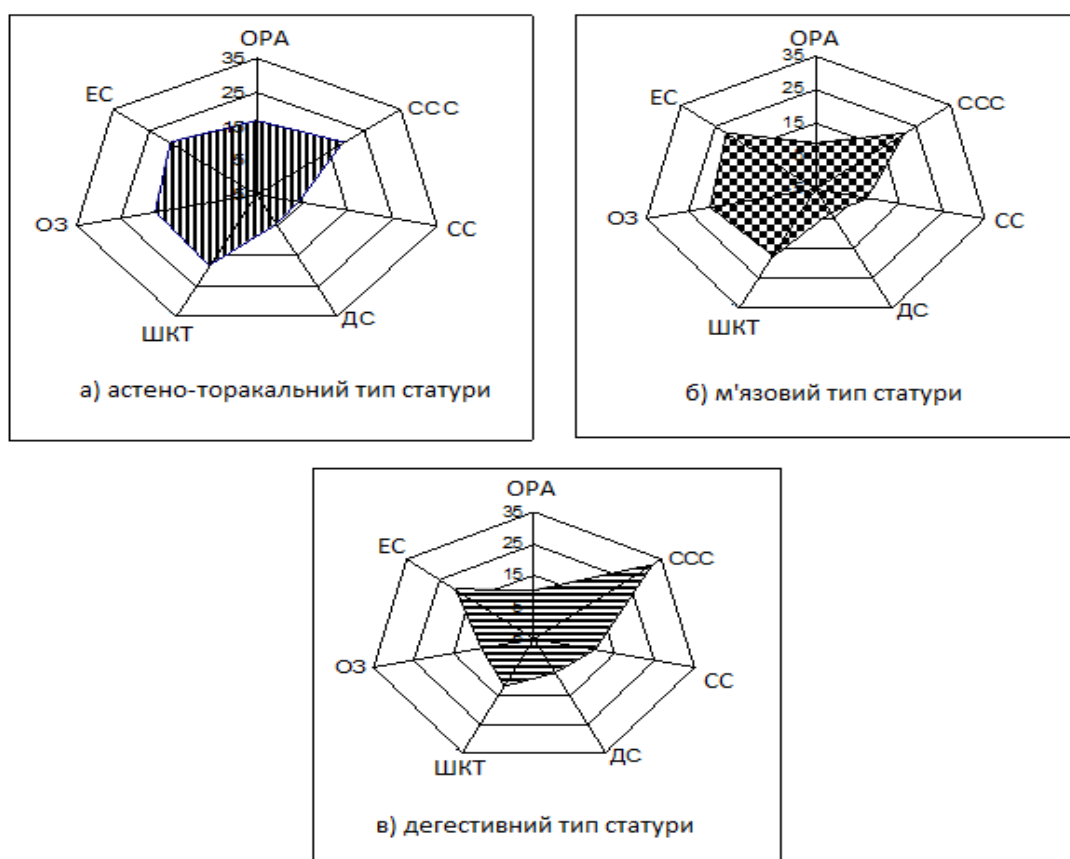 ОРА
35
25
15
5
ЕС
ССС
ОЗ
СС
ШКТ
ДС
а) астено-торакальний тип статури
ОРА
35
25
15
ЕС
ССС
ОЗ
СС
ШКТ
ДС
б) м'язовий тип статури
ОРА
35
25
15
5
ЕС
ССС
ОЗ
СС
ШКТ
ДС
в) дегестивний тип статури